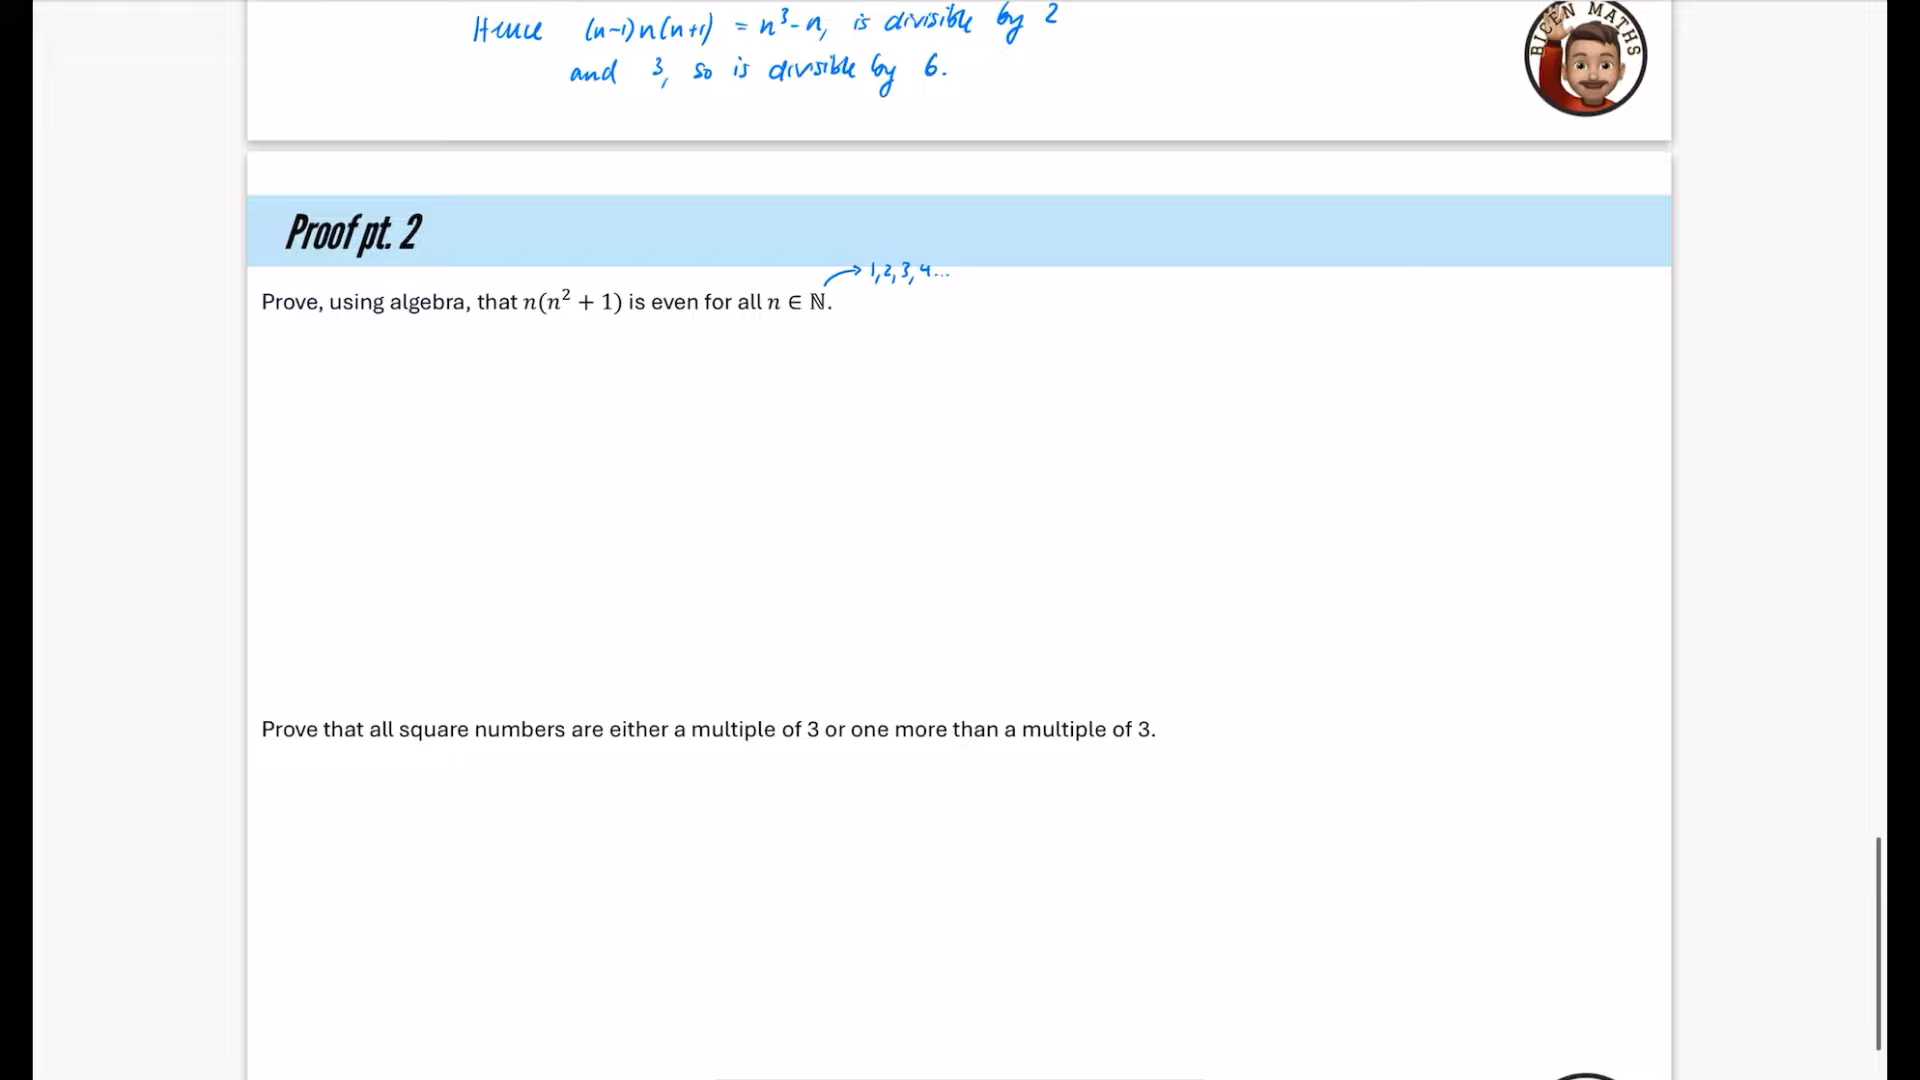 Hence (n-1)n(n+1) = n³-n, is divisible by 2
and 3, so is divisible by 6.
BICEN MATHS
Proof pt. 2
→ 1,2,3,4...
Prove, using algebra, that n(n² + 1) is even for all n ∈ ℕ.
Prove that all square numbers are either a multiple of 3 or one more than a multiple of 3.